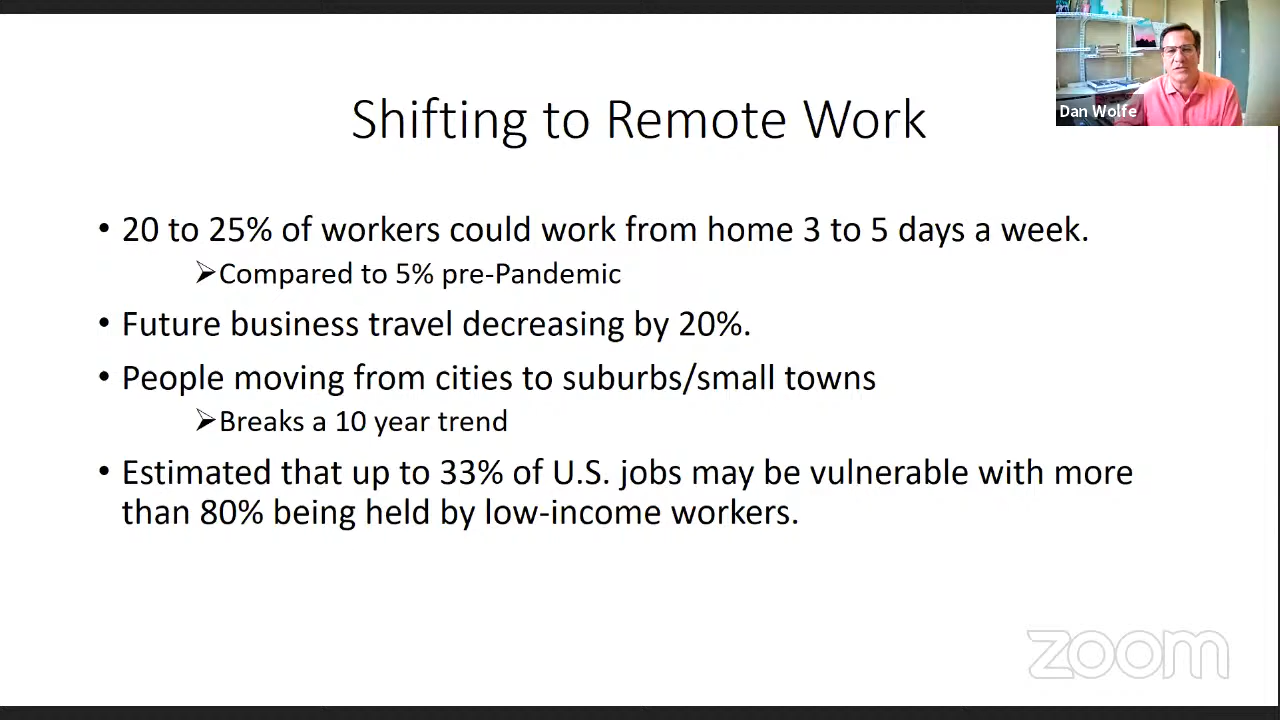 Dan Wolfe
Shifting to Remote Work
• 20 to 25% of workers could work from home 3 to 5 days a week.
➢Compared to 5% pre-Pandemic
• Future business travel decreasing by 20%.
• People moving from cities to suburbs/small towns
➢Breaks a 10 year trend
• Estimated that up to 33% of U.S. jobs may be vulnerable with more
than 80% being held by low-income workers.
zoom